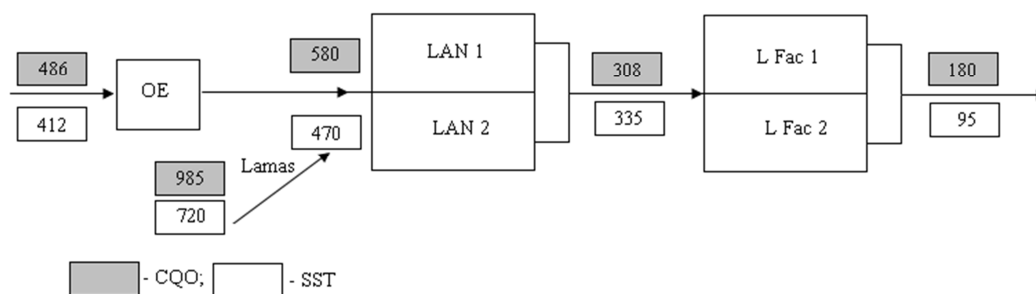 486
OE
412
580
470
985
Lamas
720
LAN 1
LAN 2
308
335
L Fac 1
L Fac 2
180
95
- CQO;
- SST